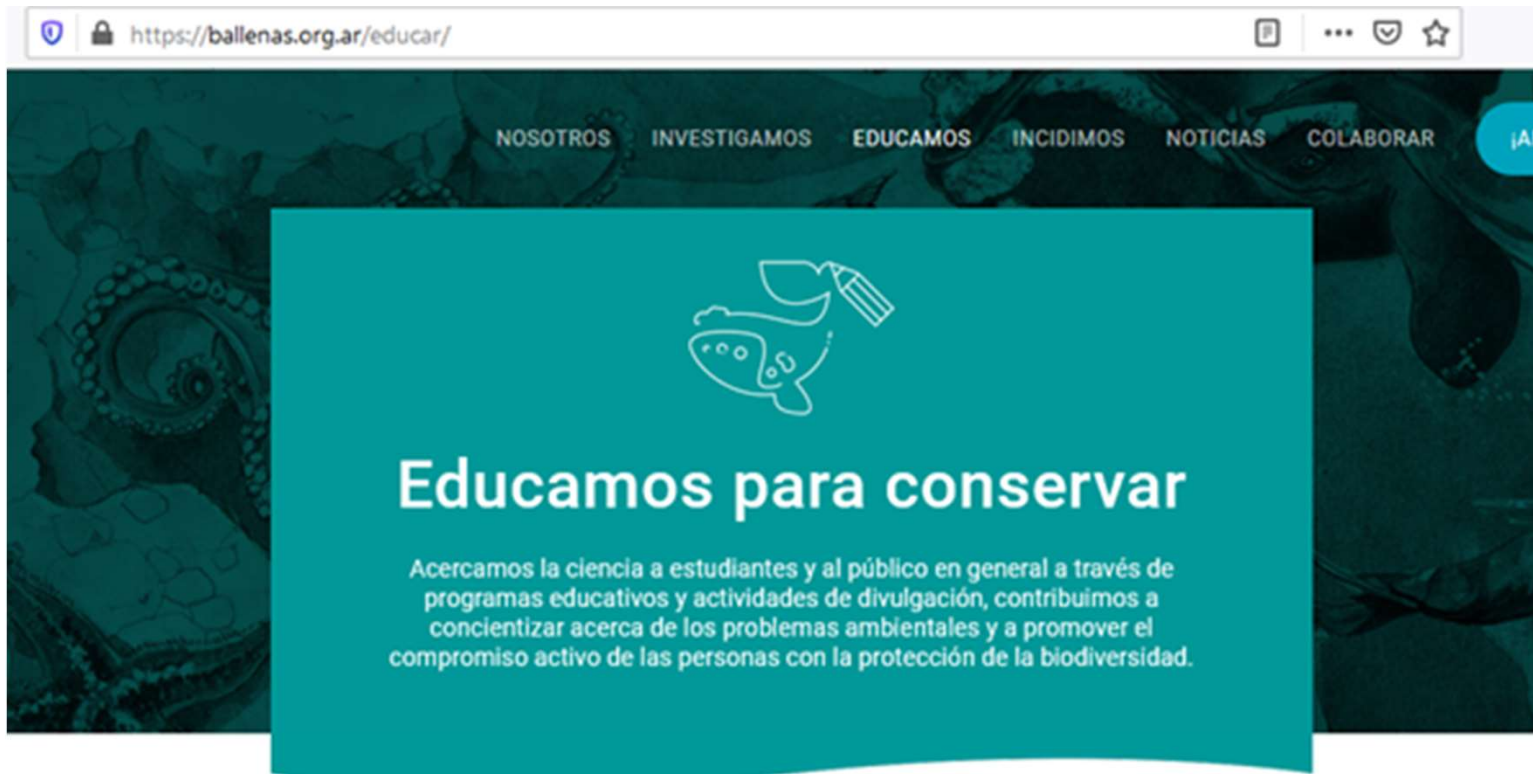 https://ballenas.org.ar/educar/
NOSOTROS INVESTIGAMOS EDUCAMOS INCIDIMOS NOTICIAS COLABORAR
Educamos para conservar
Acercamos la ciencia a estudiantes y al público en general a través de
programas educativos y actividades de divulgación, contribuimos a
concientizar acerca de los problemas ambientales y a promover el
compromiso activo de las personas con la protección de la biodiversidad.